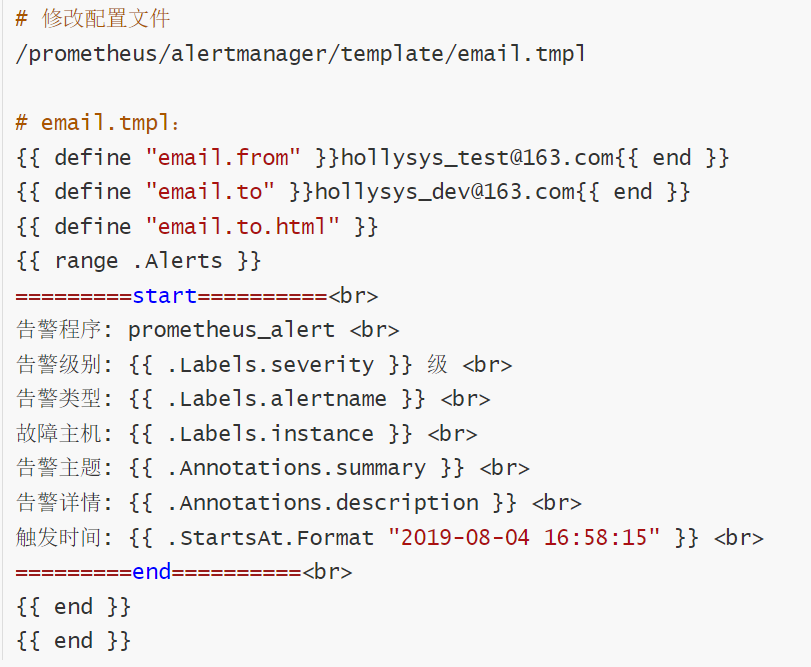 # 修改配置文件
/prometheus/alertmanager/template/email.tmpl
# email.tmpl：
{{ define "email.from" }}hollysys_test@163.com{{ end }}
{{ define "email.to" }}hollysys_dev@163.com{{ end }}
{{ define "email.to.html" }}
{{ range .Alerts }}
=========start==========<br>
告警程序: prometheus_alert <br>
告警级别: {{ .Labels.severity }} 级 <br>
告警类型: {{ .Labels.alertname }} <br>
故障主机: {{ .Labels.instance }} <br>
告警主题: {{ .Annotations.summary }} <br>
告警详情: {{ .Annotations.description }} <br>
触发时间: {{ .StartsAt.Format "2019-08-04 16:58:15" }} <br>
=========end==========<br>
{{ end }}
{{ end }}